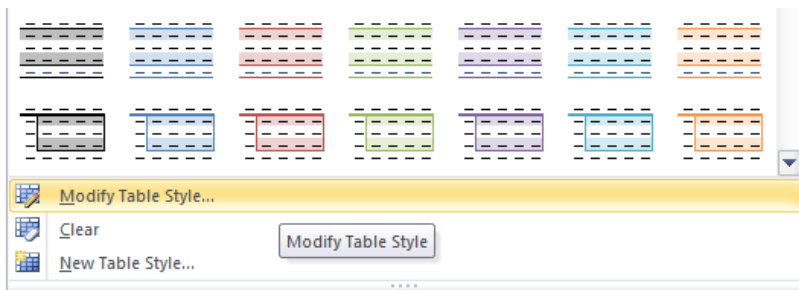 Modify Table Style...
Clear
Modify Table Style
New Table Style...